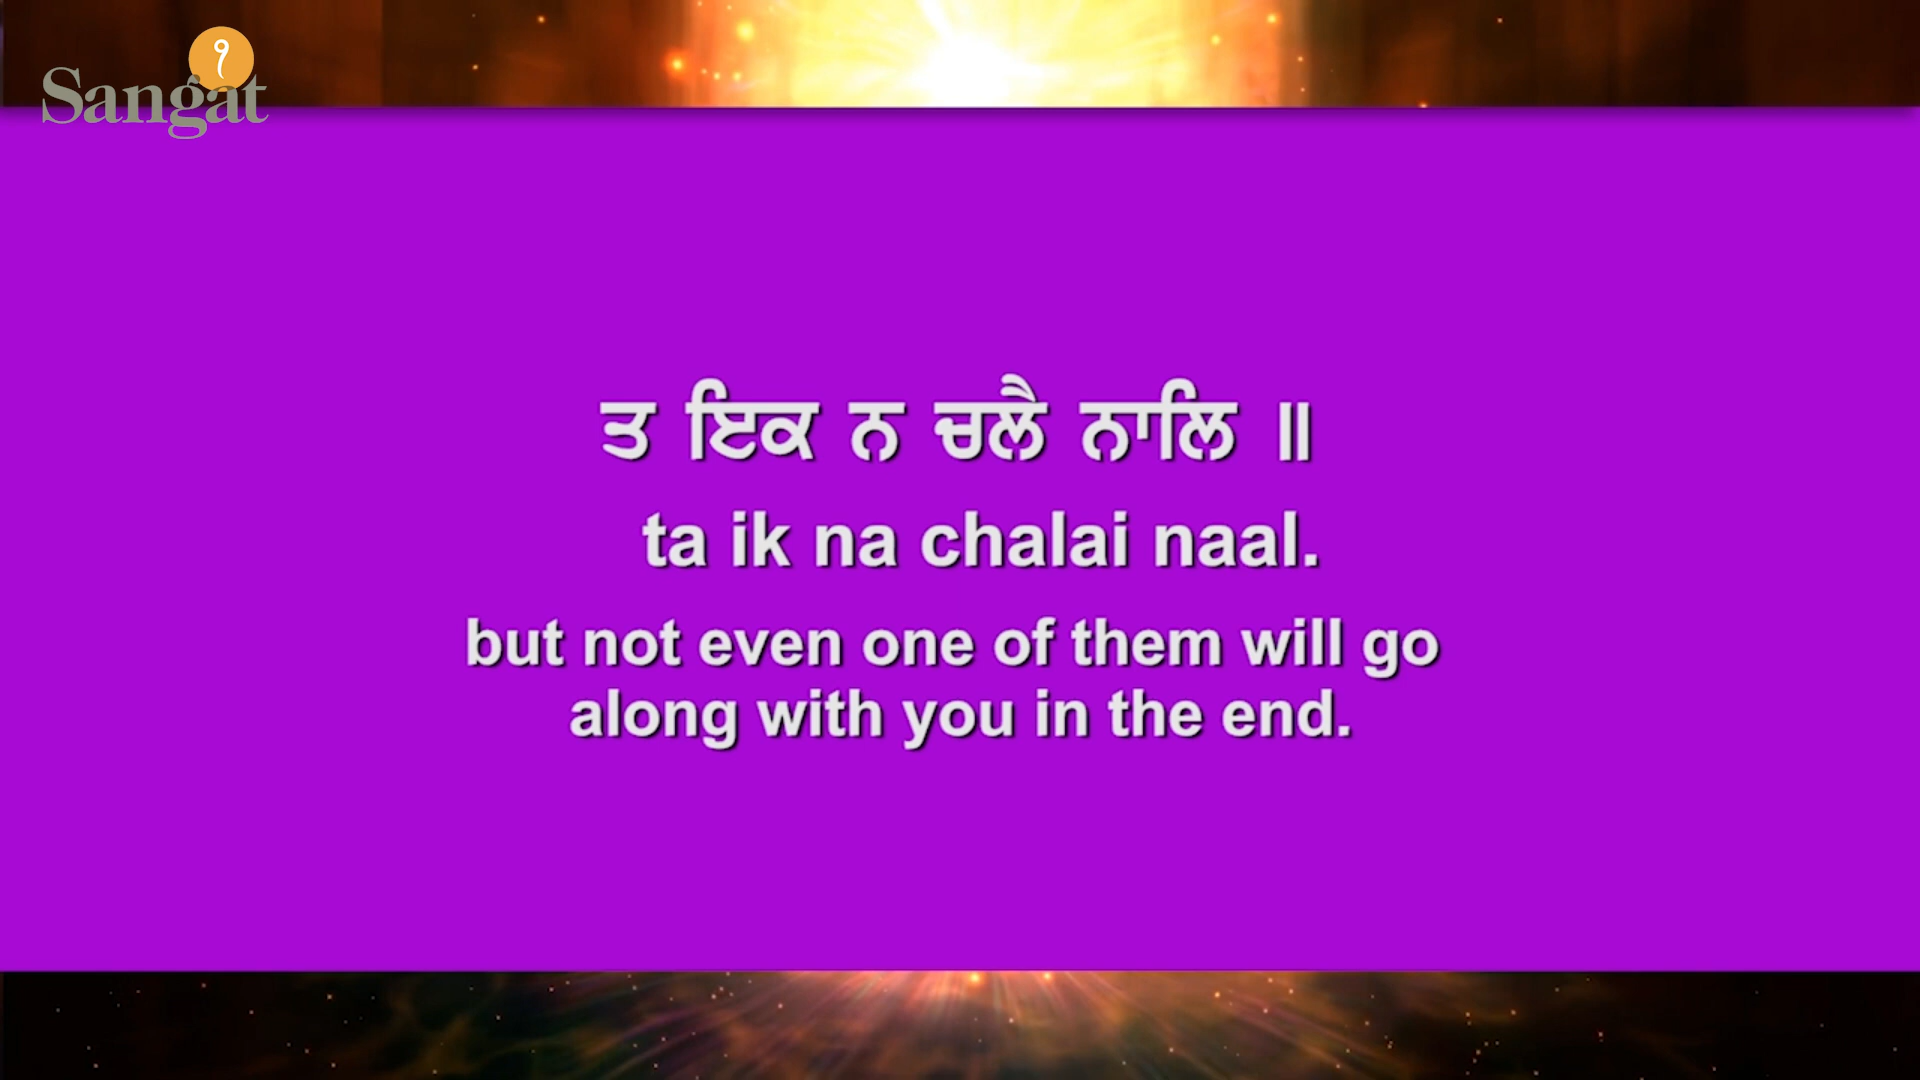 Sangat
੧
ਤ ਇਕ ਨ ਚਲੈ ਨਾਲਿ ॥
ta ik na chalai naal.
but not even one of them will go
along with you in the end.